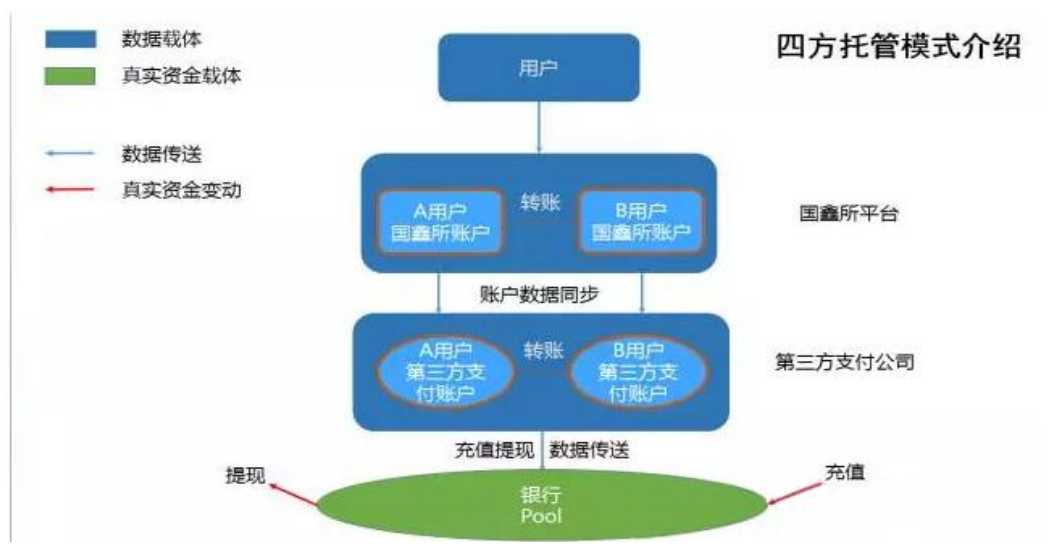 四方托管模式介绍
数据载体
真实资金载体
数据传送
真实资金变动
用户
转账
A用户
国鑫所账户
B用户
国鑫所账户
国鑫所平台
账户数据同步
转账
A用户
第三方支
付账户
B用户
第三方支
付账户
第三方支付公司
充值提现
数据传送
提现
充值
银行
Pool